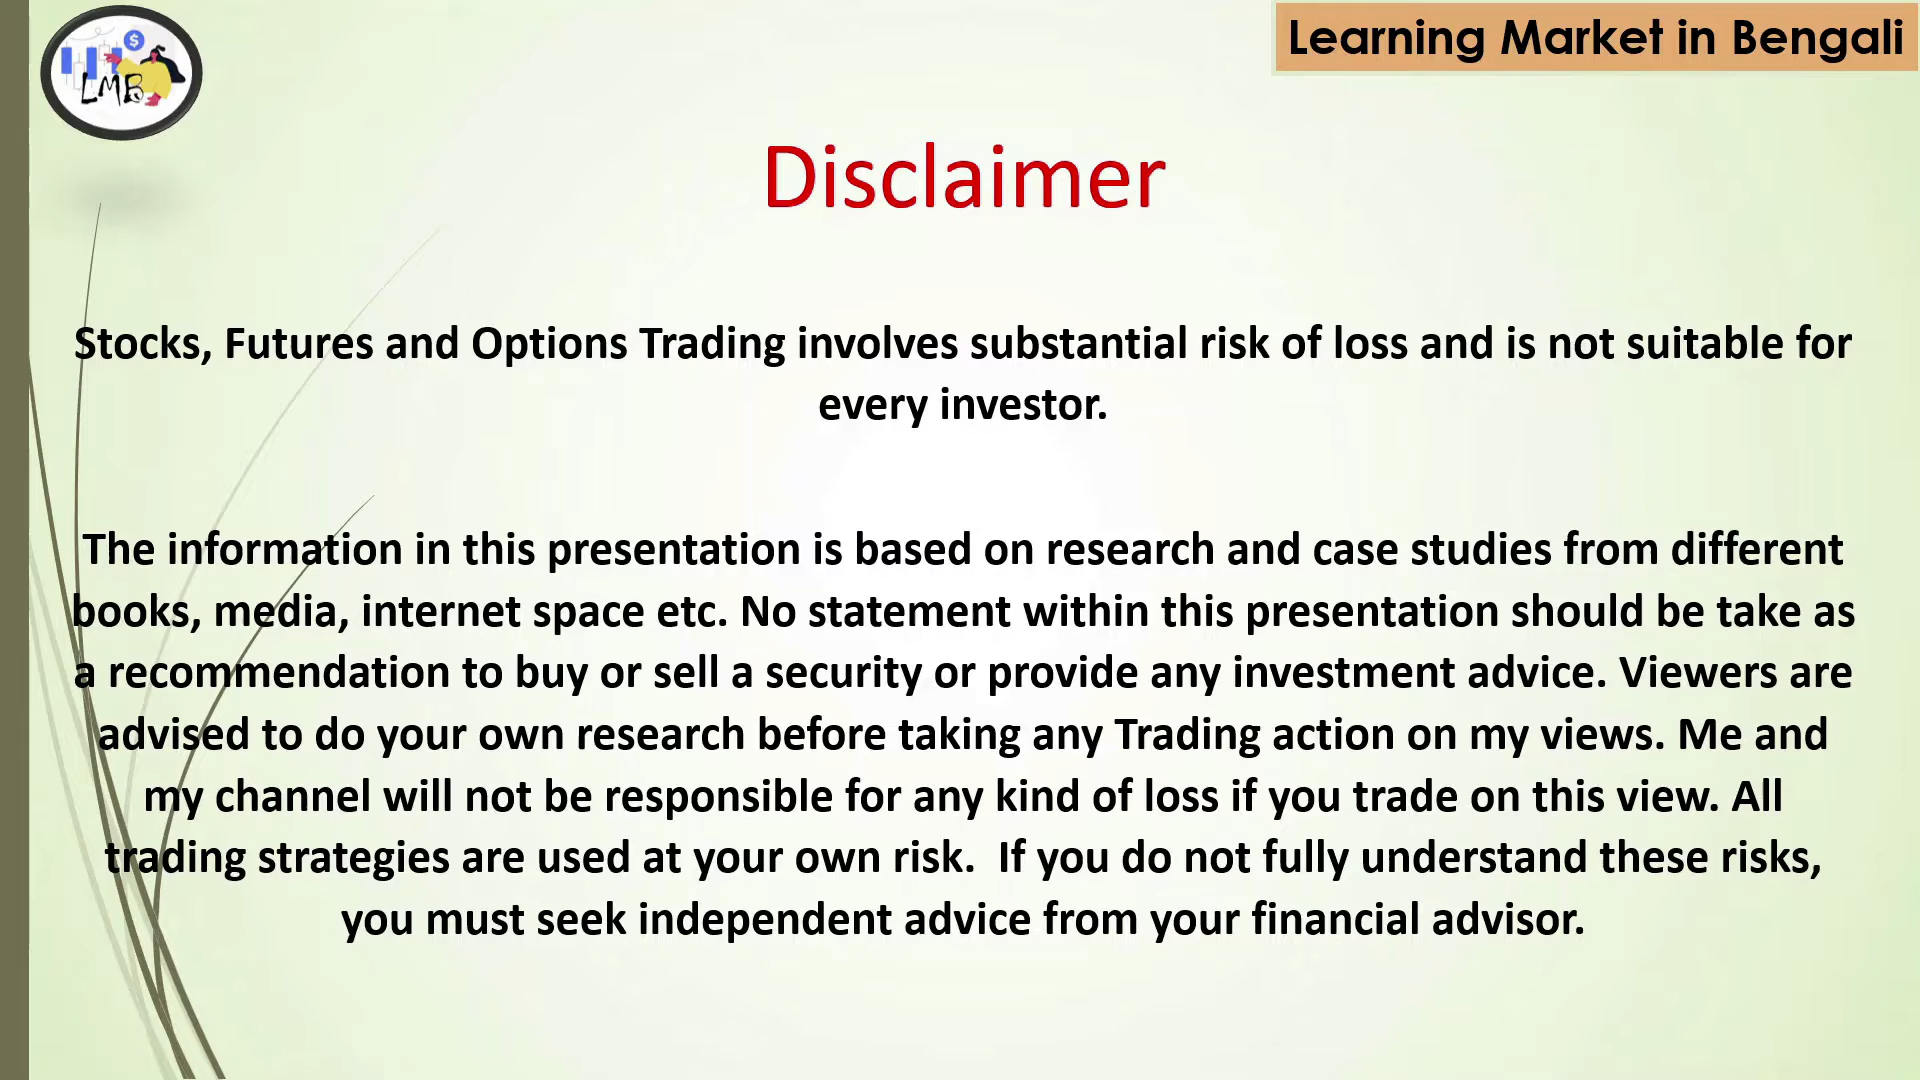 LMB
Learning Market in Bengali
Disclaimer
Stocks, Futures and Options Trading involves substantial risk of loss and is not suitable for
every investor.
The information in this presentation is based on research and case studies from different
books, media, internet space etc. No statement within this presentation should be take as
a recommendation to buy or sell a security or provide any investment advice. Viewers are
advised to do your own research before taking any Trading action on my views. Me and
my channel will not be responsible for any kind of loss if you trade on this view. All
trading strategies are used at your own risk.  If you do not fully understand these risks,
you must seek independent advice from your financial advisor.